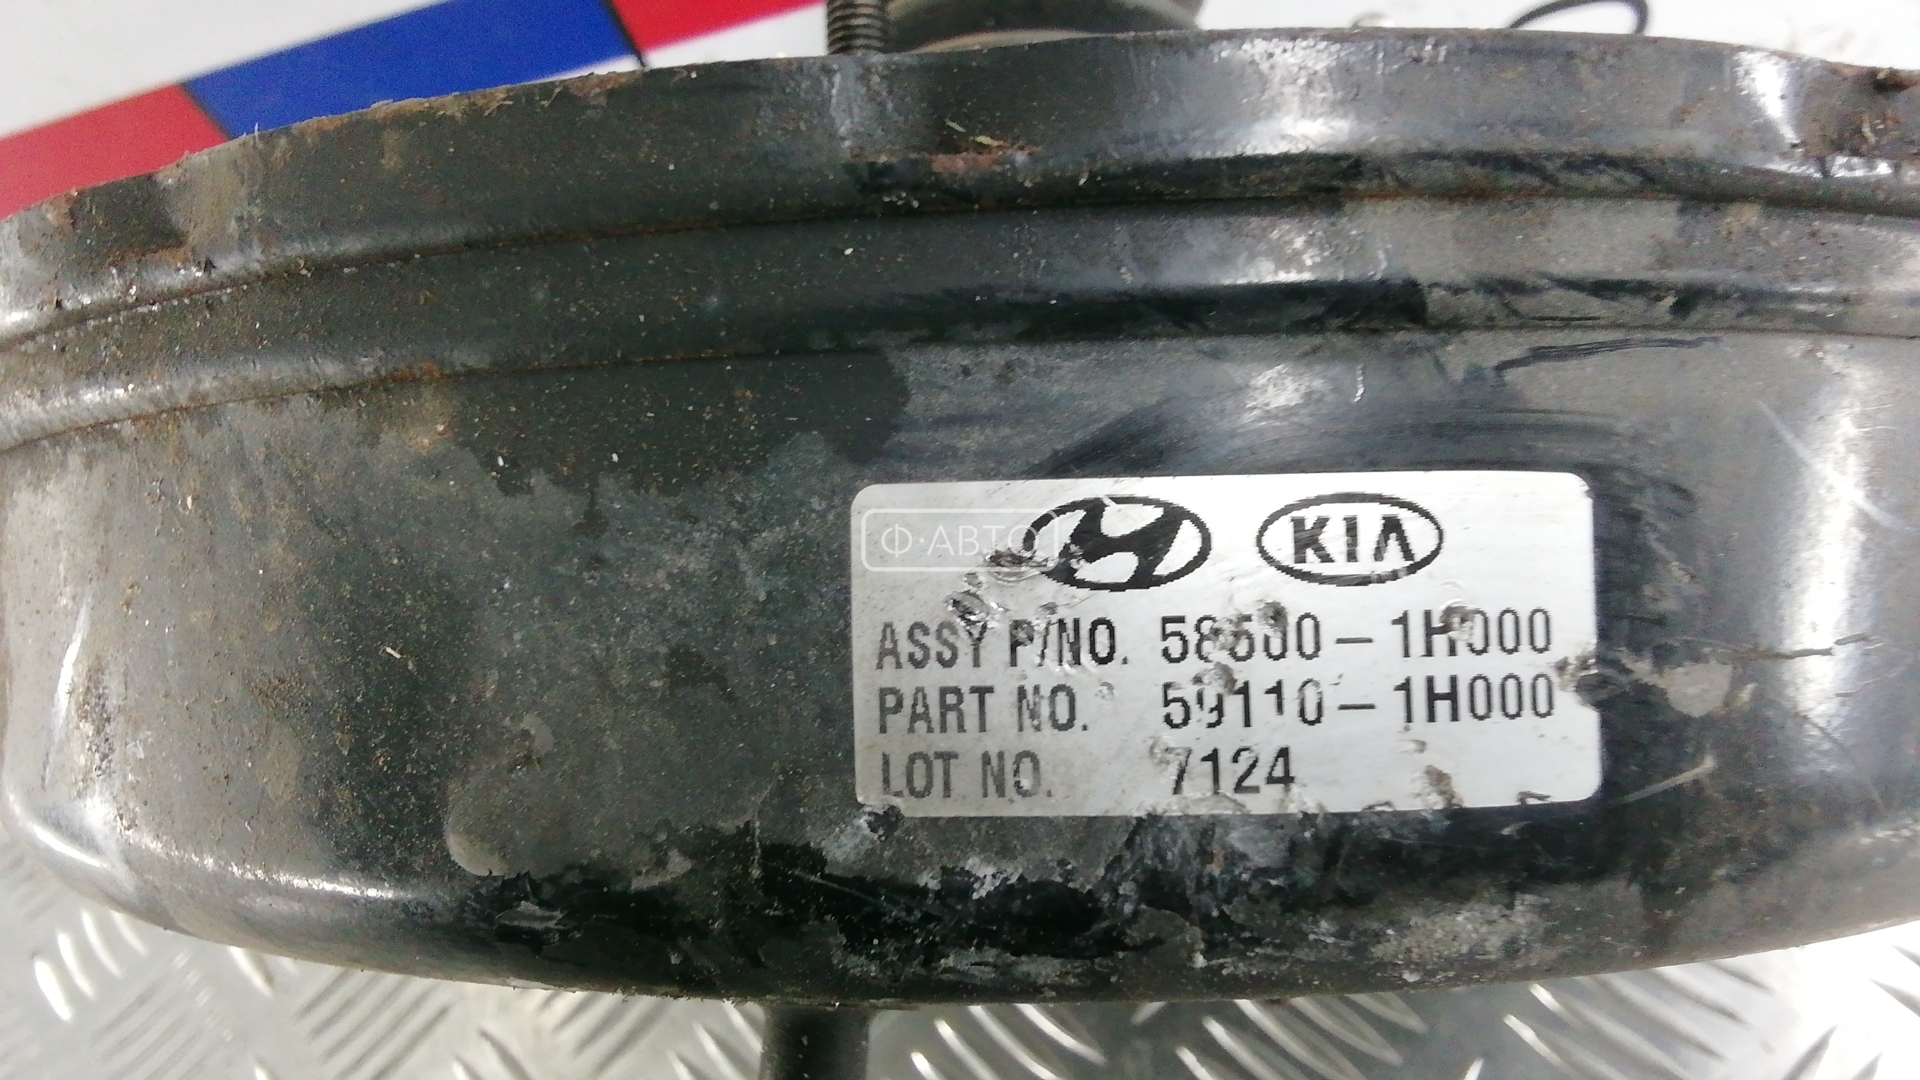 Ф·АВТО
KIA
ASSY P/NO. 58500-1H000
PART NO. 59110-1H000
LOT NO. 7124